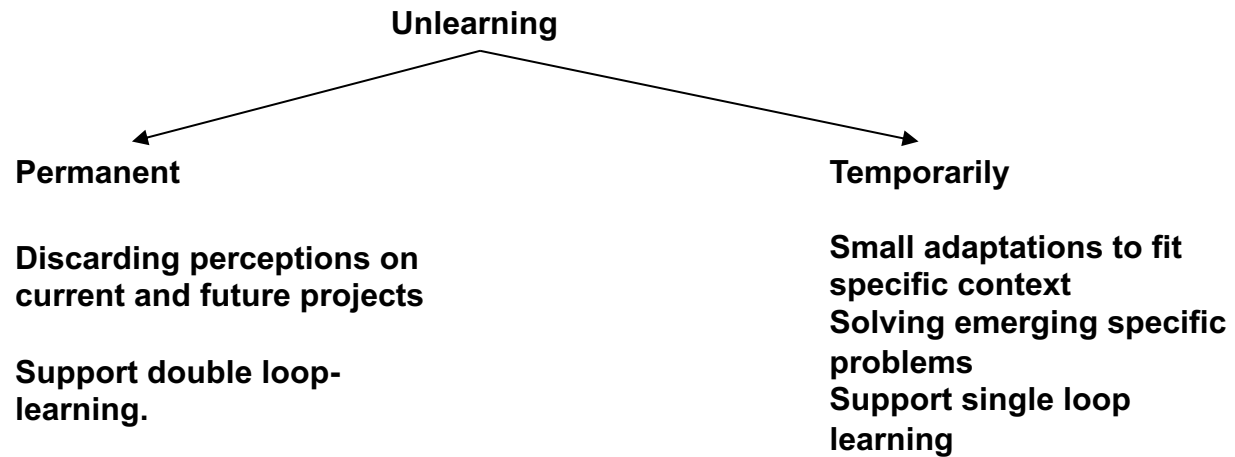 Unlearning
Permanent
Discarding perceptions on
current and future projects
Support double loop-
learning.
Temporarily
Small adaptations to fit
specific context
Solving emerging specific
problems
Support single loop
learning